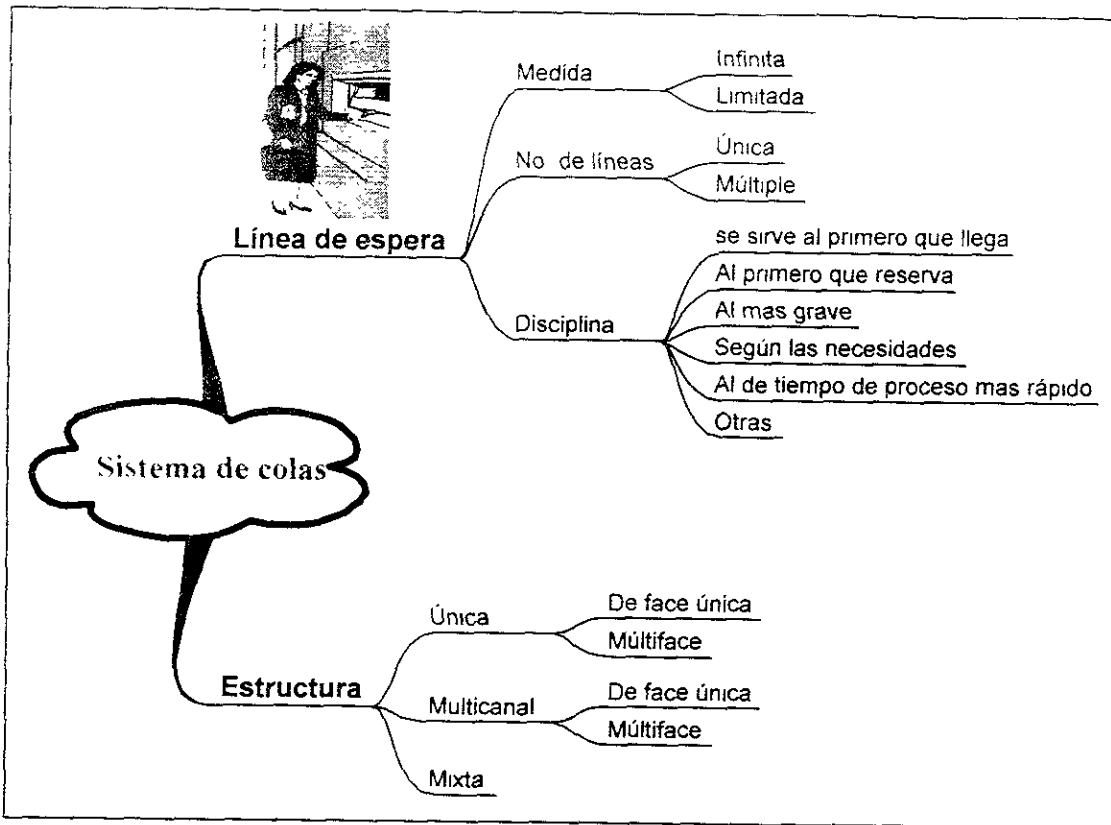 Medida
Infinita
Limitada
No de líneas
Única
Múltiple
Línea de espera
Disciplina
se sirve al primero que llega
Al primero que reserva
Al mas grave
Según las necesidades
Al de tiempo de proceso mas rápido
Otras
Sistema de colas
Estructura
Única
De face única
Múltiface
Multicanal
De face única
Múltiface
Mixta